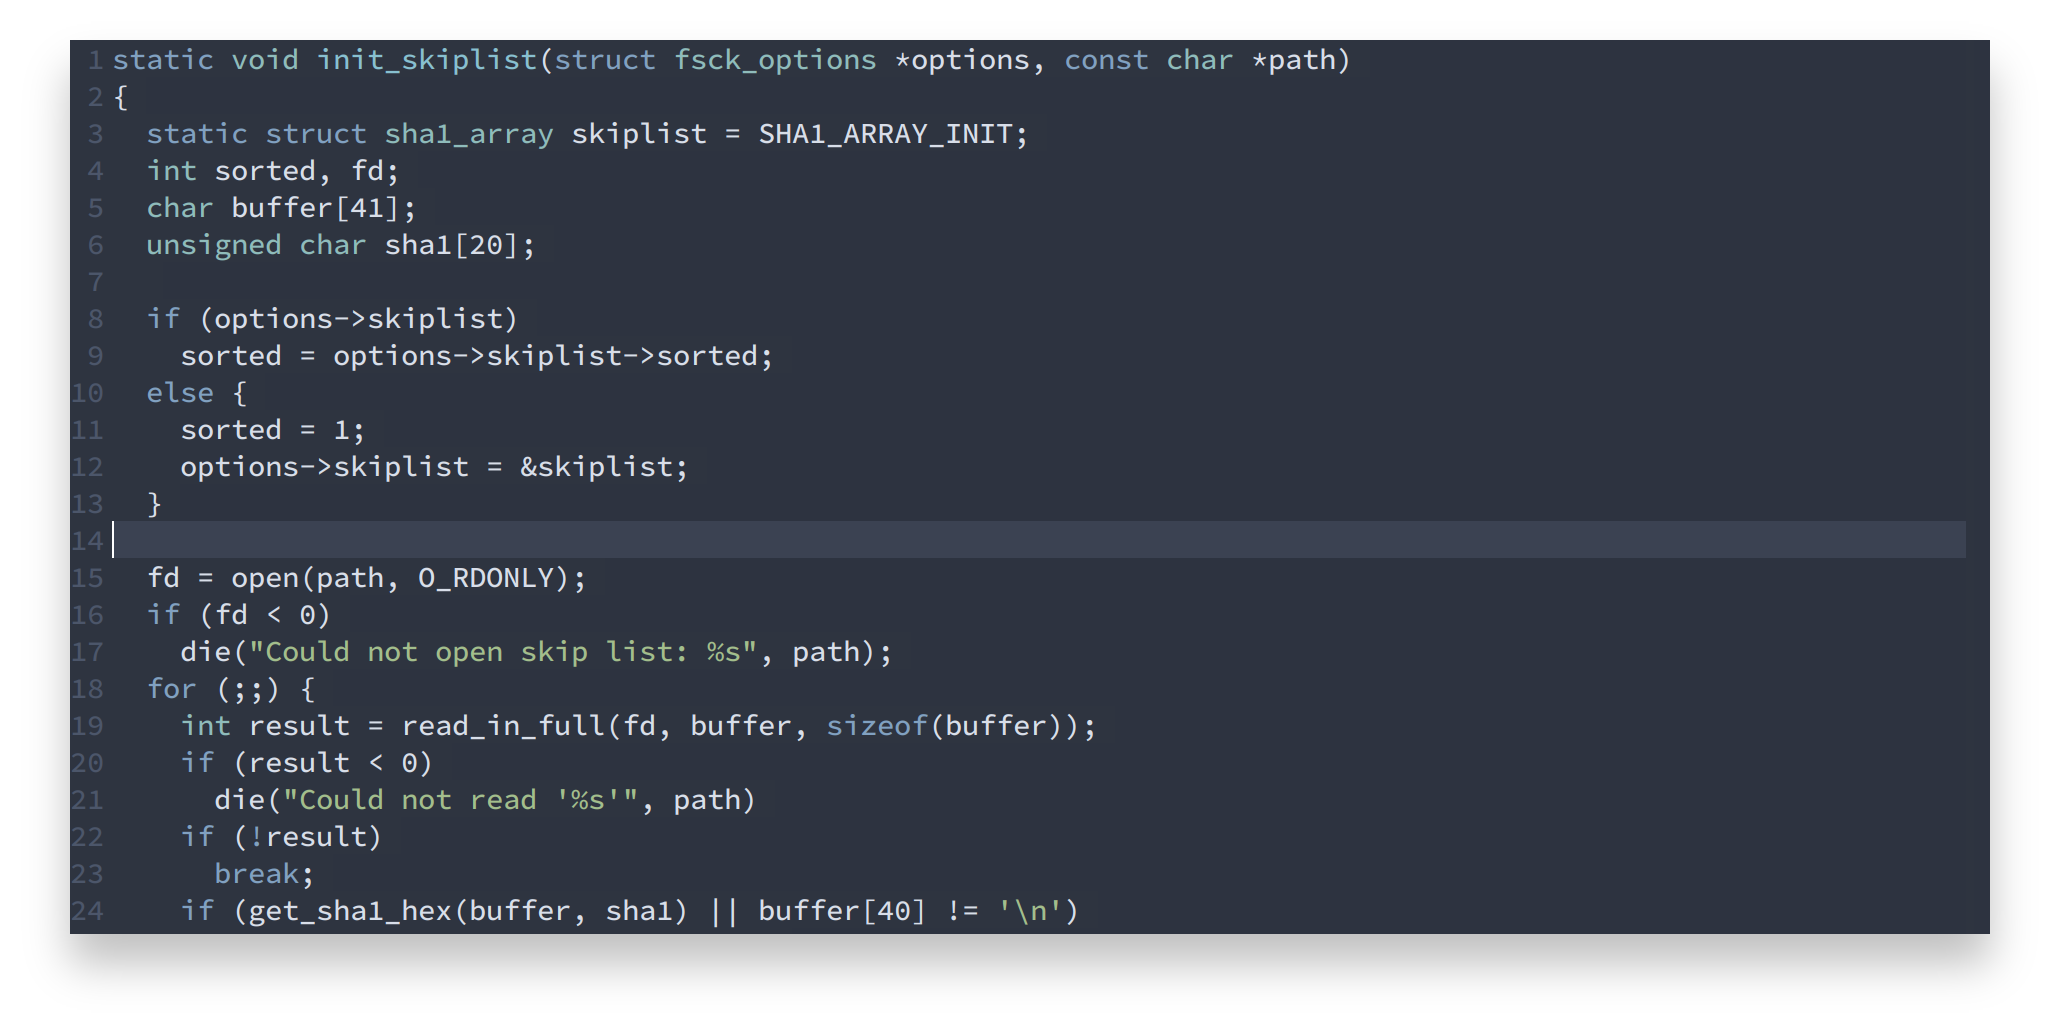 1 static void init_skiplist(struct fsck_options *options, const char *path)
2 {
3   static struct sha1_array skiplist = SHA1_ARRAY_INIT;
4   int sorted, fd;
5   char buffer[41];
6   unsigned char sha1[20];
7
8   if (options->skiplist)
9     sorted = options->skiplist->sorted;
10   else {
11     sorted = 1;
12     options->skiplist = &skiplist;
13   }
14
15   fd = open(path, O_RDONLY);
16   if (fd < 0)
17     die("Could not open skip list: %s", path);
18   for (;;) {
19     int result = read_in_full(fd, buffer, sizeof(buffer));
20     if (result < 0)
21       die("Could not read '%s'", path)
22     if (!result)
23       break;
24     if (get_sha1_hex(buffer, sha1) || buffer[40] != '\n')